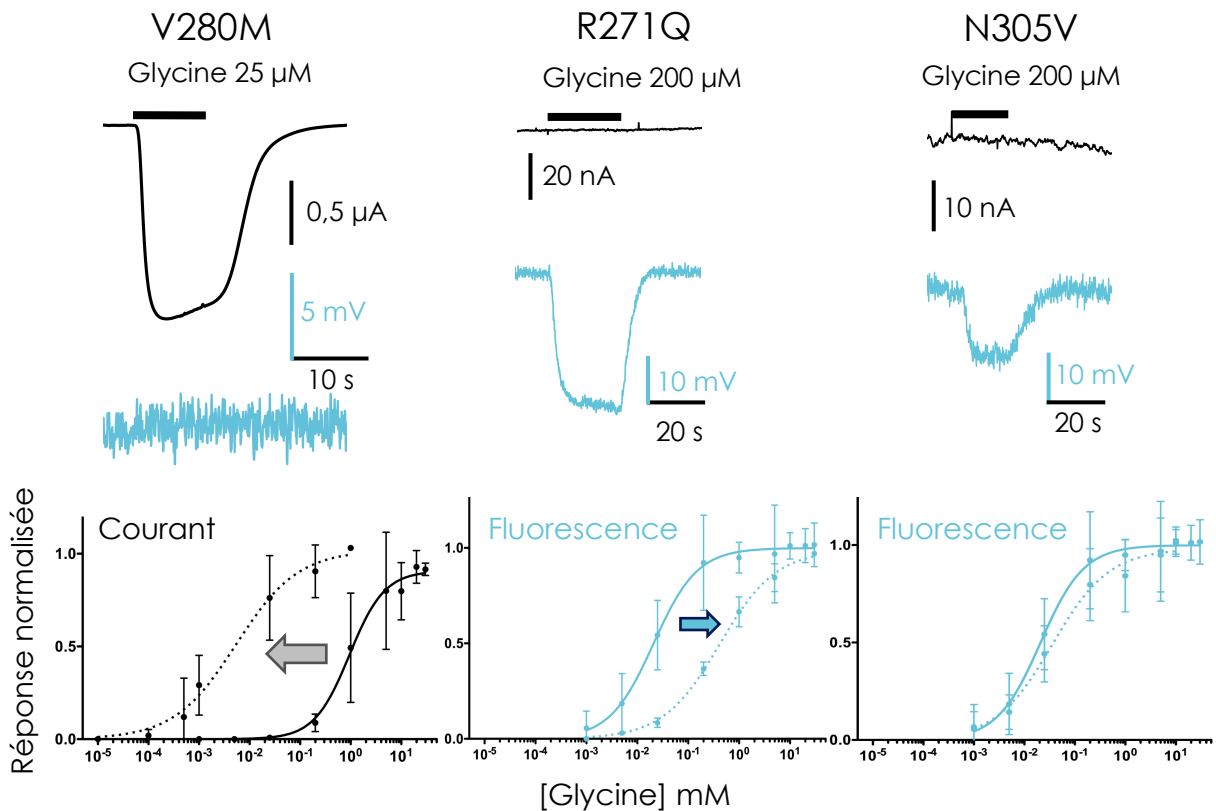 V280M
Glycine 25 µM
0,5 µA
5 mV
10 s
R271Q
Glycine 200 µM
20 nA
10 mV
20 s
N305V
Glycine 200 µM
10 nA
10 mV
20 s
Réponse normalisée
Courant
1.0
0.5
0.0
10⁻⁵ 10⁻⁴ 10⁻³ 10⁻² 10⁻¹ 10⁰ 10¹
Fluorescence
1.0
0.5
0.0
10⁻⁵ 10⁻⁴ 10⁻³ 10⁻² 10⁻¹ 10⁰ 10¹
Fluorescence
1.0
0.5
0.0
10⁻⁵ 10⁻⁴ 10⁻³ 10⁻² 10⁻¹ 10⁰ 10¹
[Glycine] mM